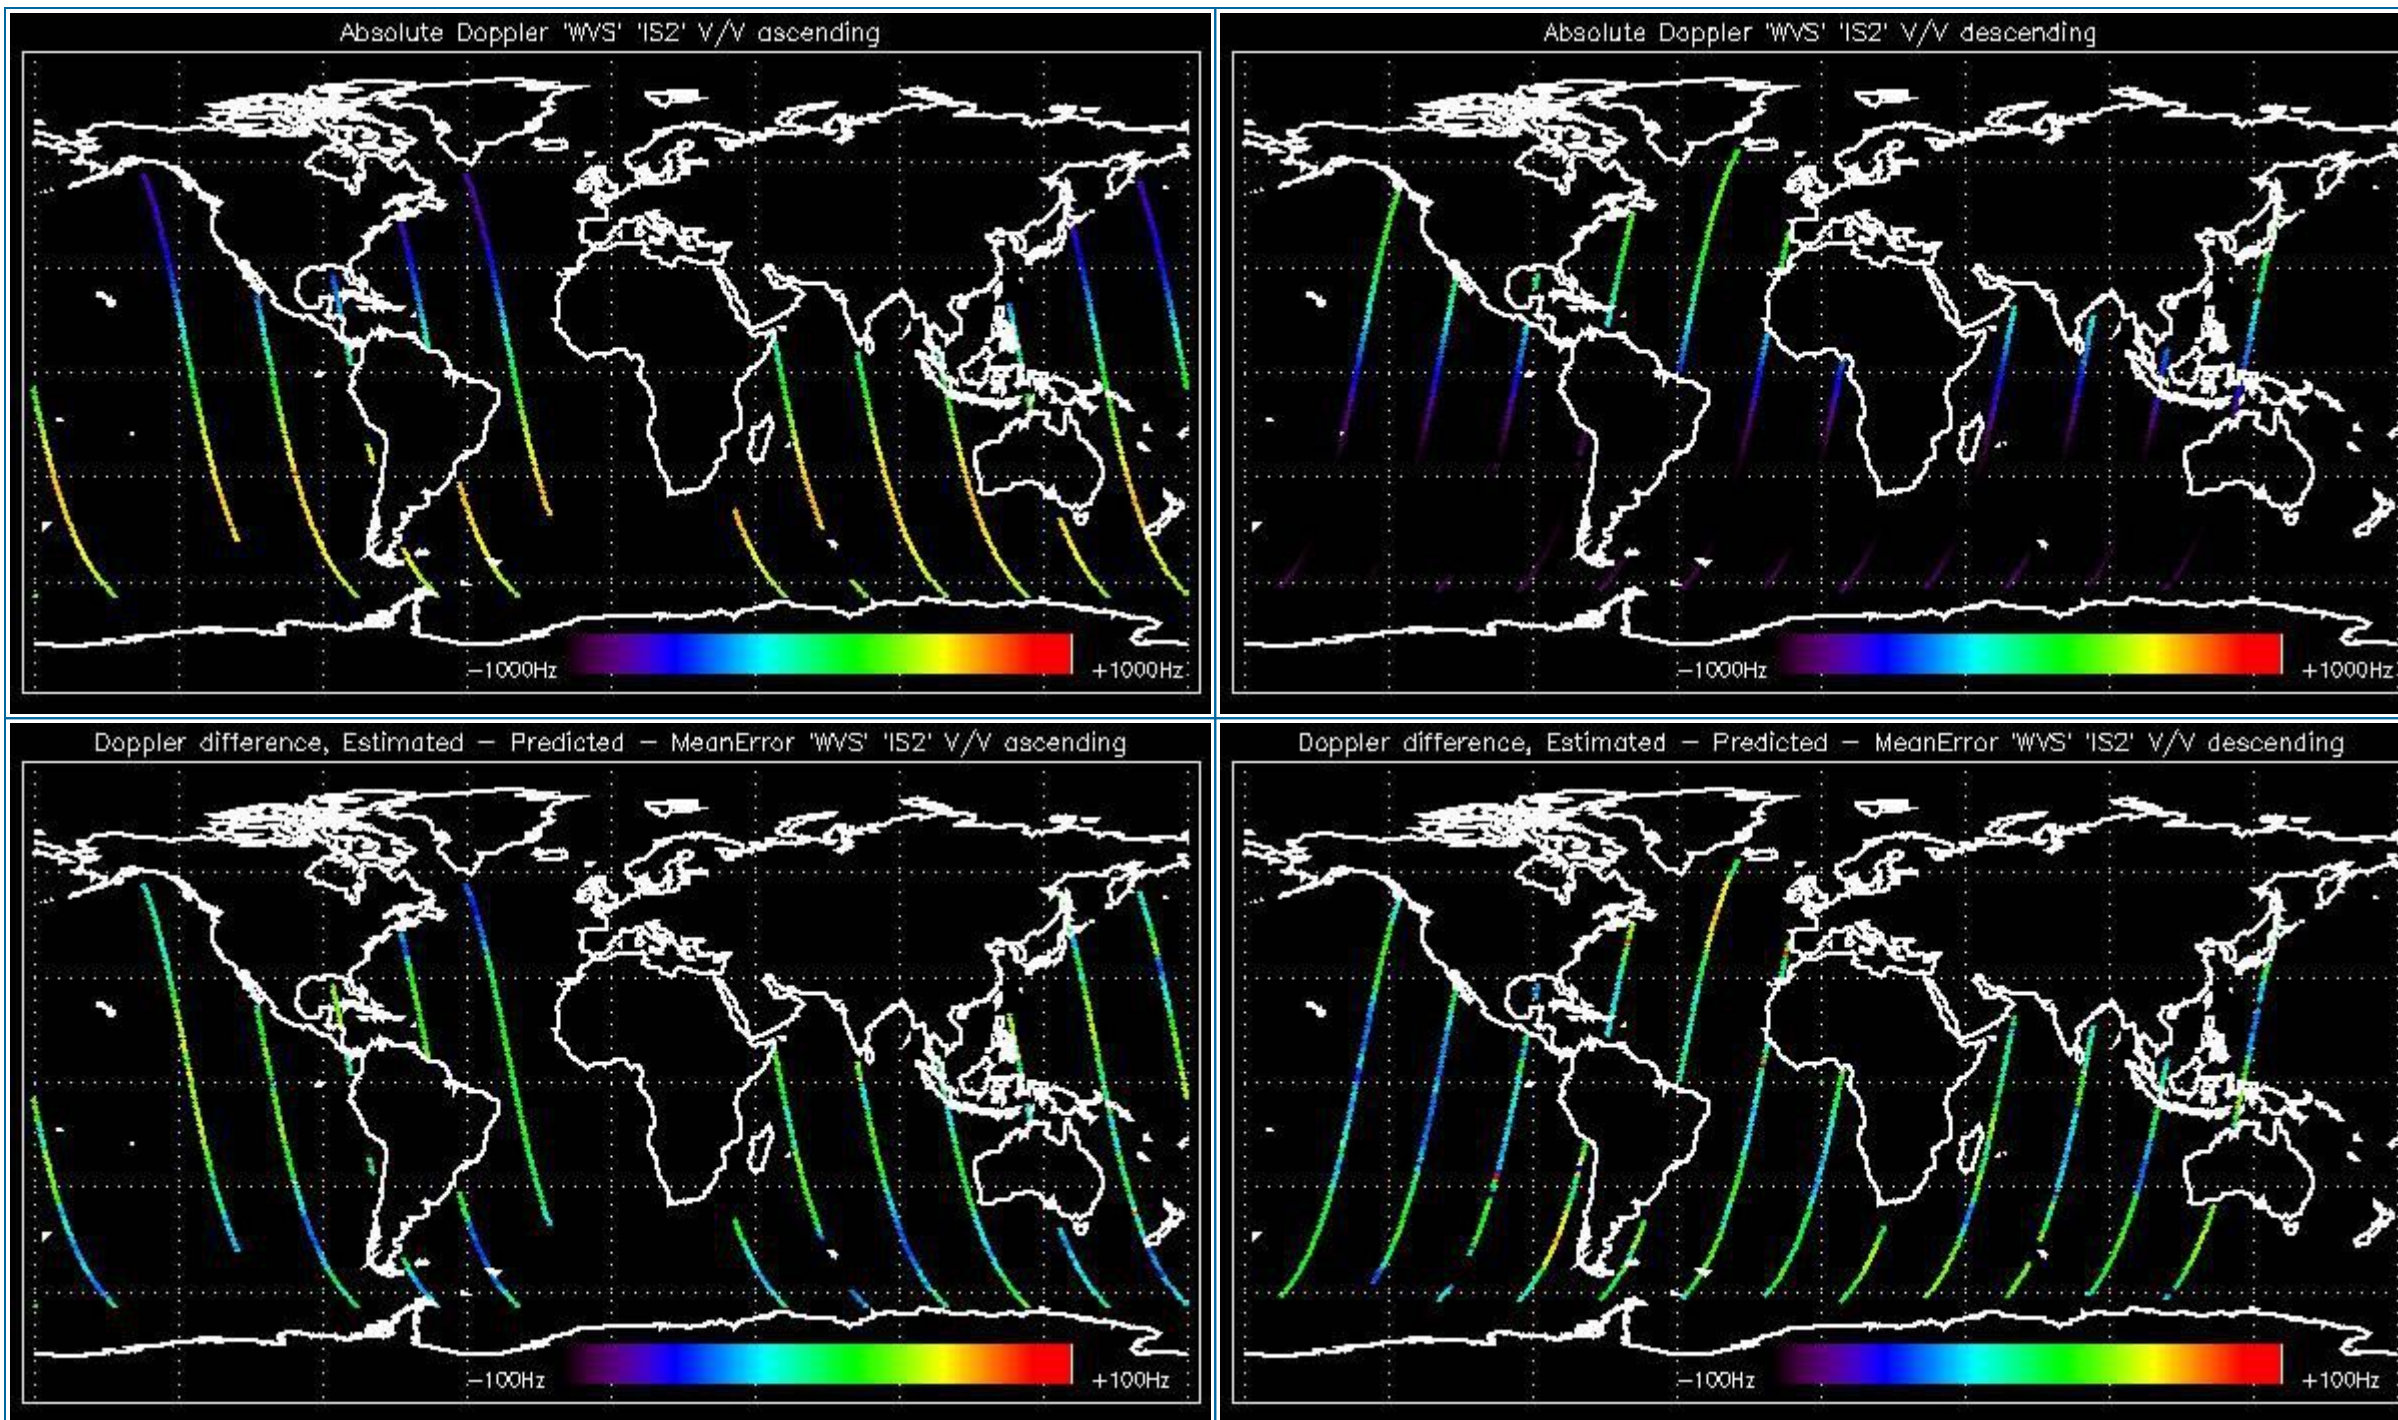 Absolute Doppler 'WVS' 'IS2' V/V ascending
-1000Hz
+1000Hz
Absolute Doppler 'WVS' 'IS2' V/V descending
-1000Hz
+1000Hz
Doppler difference, Estimated - Predicted - MeanError 'WVS' 'IS2' V/V ascending
-100Hz
+100Hz
Doppler difference, Estimated - Predicted - MeanError 'WVS' 'IS2' V/V descending
-100Hz
+100Hz